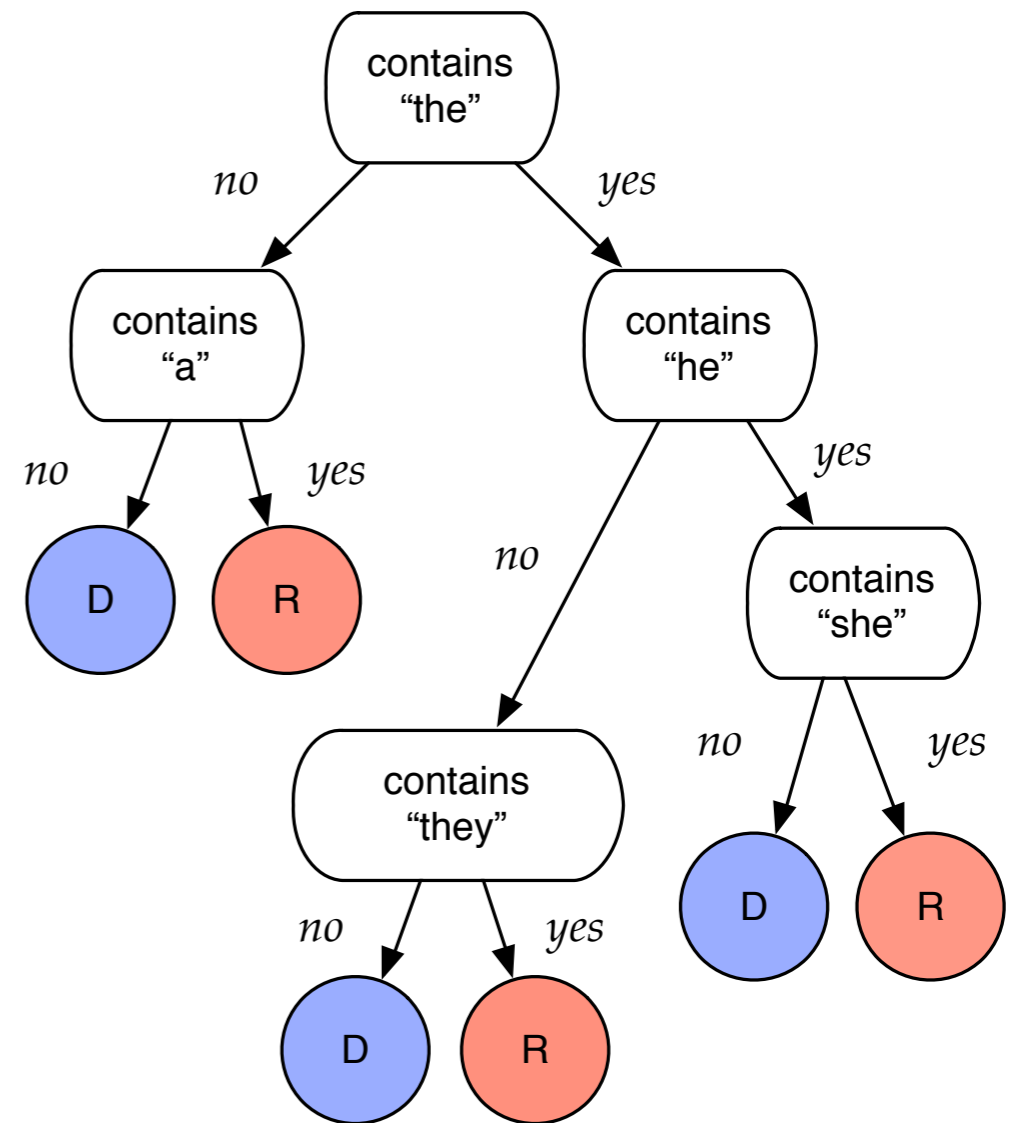 contains
“the”
no
yes
contains
“a”
contains
“he”
no
yes
no
yes
D
R
contains
“she”
no
yes
contains
“they”
D
R
no
yes
D
R